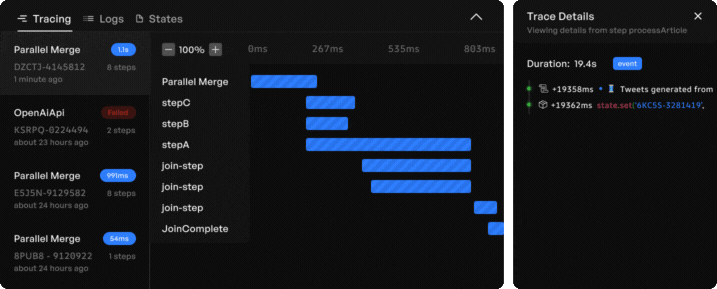 Tracing Logs States
Parallel Merge 1.1s
DZCTJ-4145812 8 steps
1 minute ago
OpenAiApi Failed
KSRPQ-0224494 2 steps
about 23 hours ago
Parallel Merge 991ms
ESJ5N-9129582 8 steps
about 24 hours ago
Parallel Merge 54ms
8PUB8 - 9120922 1 steps
about 24 hours ago
100% 0ms 267ms 535ms 803ms
Parallel Merge
stepC
stepB
stepA
join-step
join-step
join-step
JoinComplete
Trace Details
Viewing details from step processArticle
Duration: 19.4s event
+19358ms Tweets generated from
+19362ms state.set('6KC55-3281419',